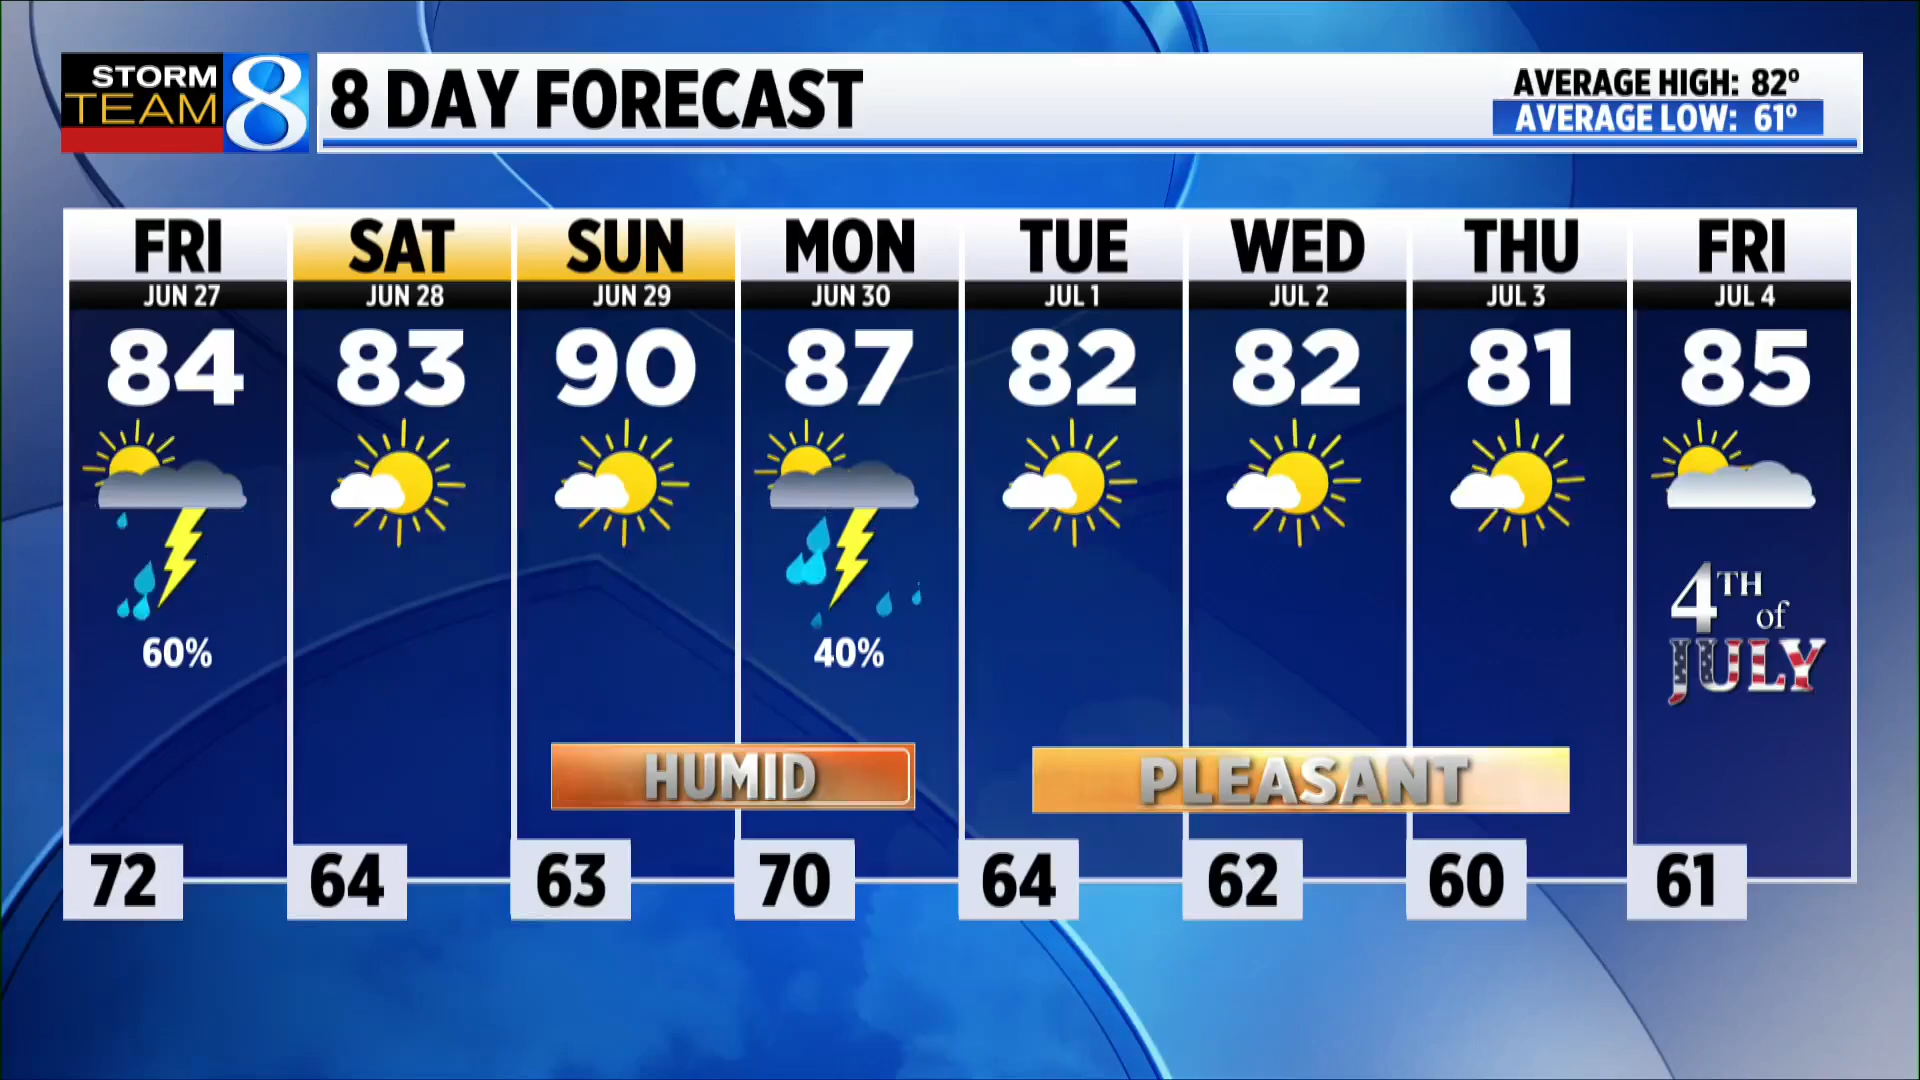 STORM
TEAM
8
8 DAY FORECAST
AVERAGE HIGH: 82°
AVERAGE LOW: 61°
FRI
JUN 27
84
60%
72
SAT
JUN 28
83
64
SUN
JUN 29
90
63
MON
JUN 30
87
40%
70
HUMID
TUE
JUL 1
82
64
WED
JUL 2
82
62
THU
JUL 3
81
60
PLEASANT
FRI
JUL 4
85
4TH
of
JULY
61